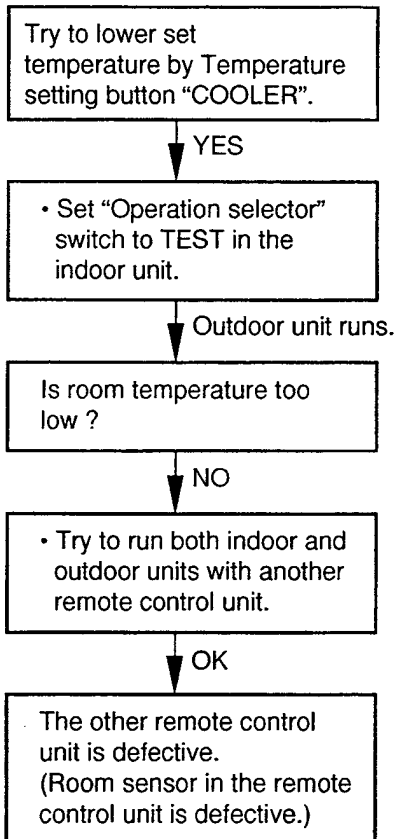 Try to lower set
temperature by Temperature
setting button “COOLER”.
YES
• Set “Operation selector”
switch to TEST in the
indoor unit.
Outdoor unit runs.
Is room temperature too
low ?
NO
• Try to run both indoor and
outdoor units with another
remote control unit.
OK
The other remote control
unit is defective.
(Room sensor in the remote
control unit is defective.)